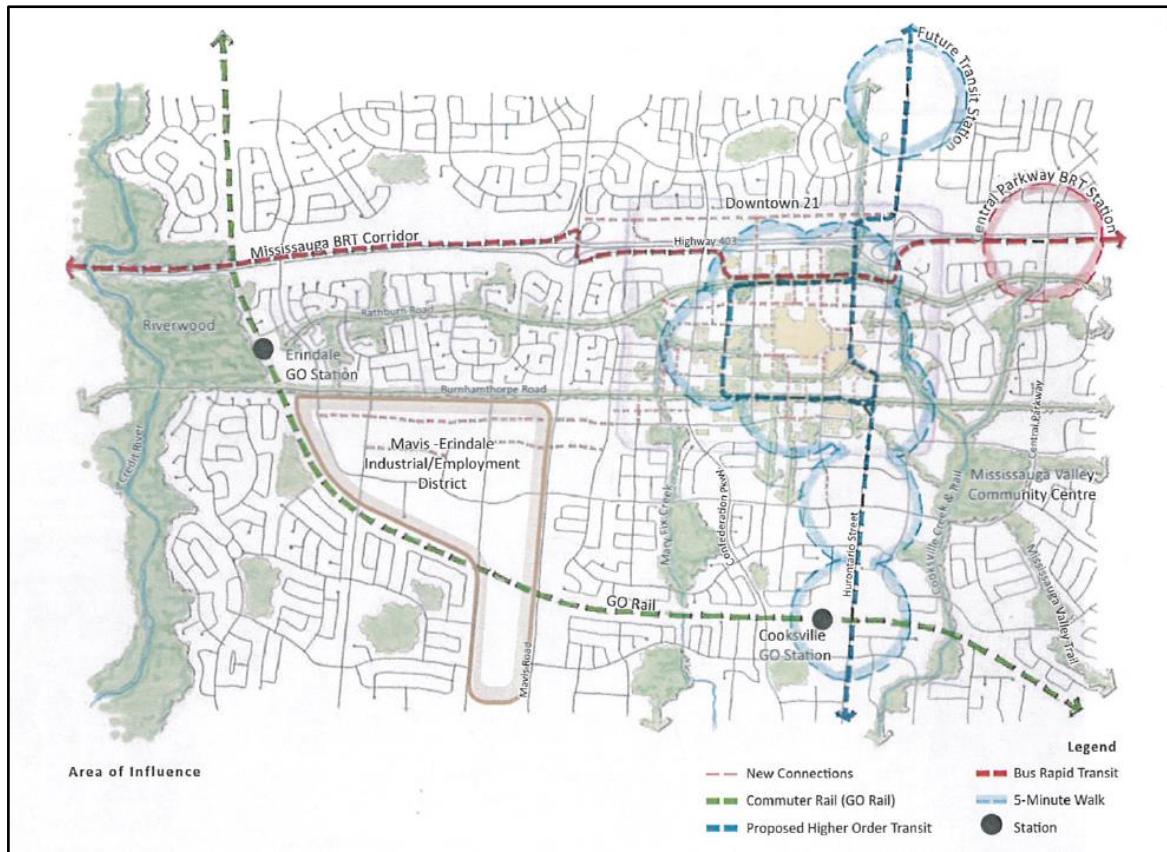 Future Transit Station
Central Parkway BRT Station
Downtown 21
Highway 403
Mississauga BRT Corridor
Rathburn Road
Riverwood
Erindale
GO Station
Burnhamthorpe Road
Mavis -Erindale
Industrial/Employment
District
Credit River
Mary Fix Creek
Confederation Pkwy
Hurontario Street
Cooksville Creek & Trail
Central Parkway
Mississauga Valley
Community Centre
Mississauga Valley Trail
GO Rail
Cooksville
GO Station
Mavis Road
Area of Influence
Legend
New Connections
Commuter Rail (GO Rail)
Proposed Higher Order Transit
Bus Rapid Transit
5-Minute Walk
Station